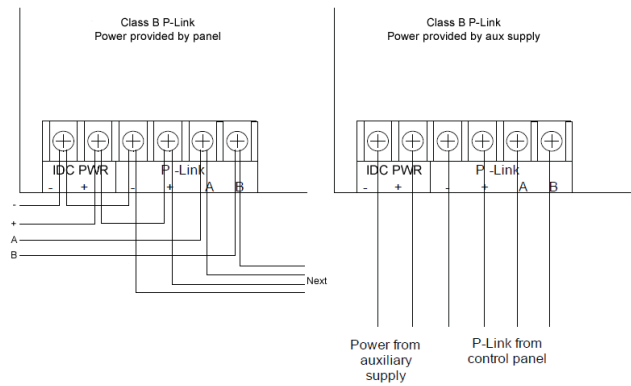 Class B P-Link
Power provided by panel
IDC PWR
P -Link
- + - + A B
-
+
A
B
Next
Class B P-Link
Power provided by aux supply
IDC PWR
P -Link
- + - + A B
Power from
auxiliary
supply
P-Link from
control panel